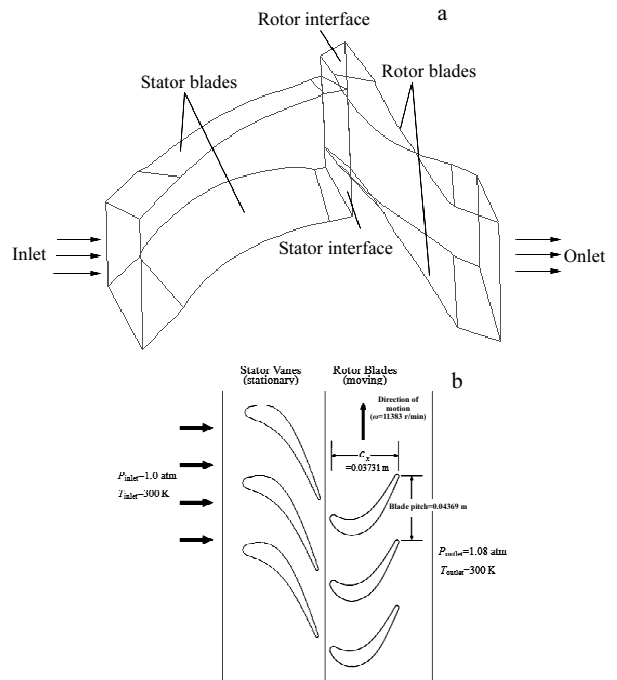 a
Rotor interface
Stator blades
Rotor blades
Inlet
Stator interface
Onlet
b
Stator Vanes
(stationary)
Rotor Blades
(moving)
Direction of
motion
(ω=11383 r/min)
Cx
=0.03731 m
Pinlet=1.0 atm
Tinlet=300 K
Blade pitch=0.04369 m
Poutlet=1.08 atm
Toutlet=300 K